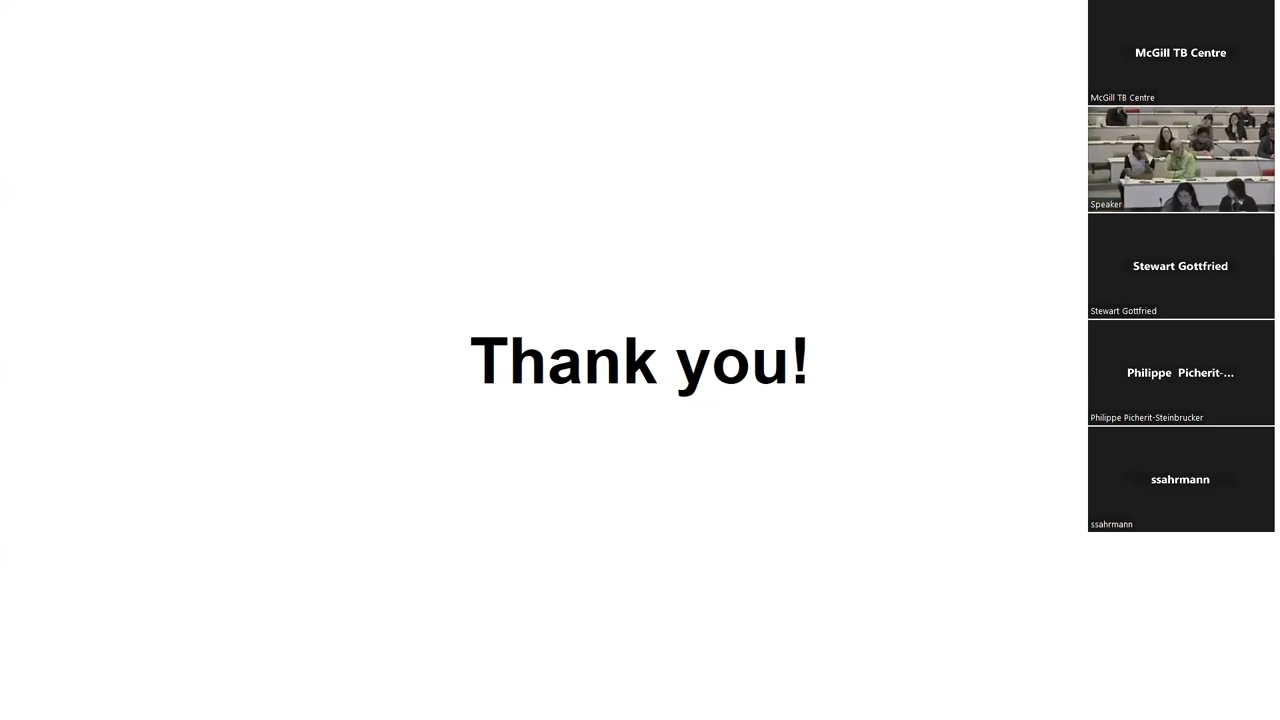 Thank you!
McGill TB Centre
McGill TB Centre
Speaker
Stewart Gottfried
Stewart Gottfried
Philippe Picherit-...
Philippe Picherit-Steinbrucker
ssahrmann
ssahrmann